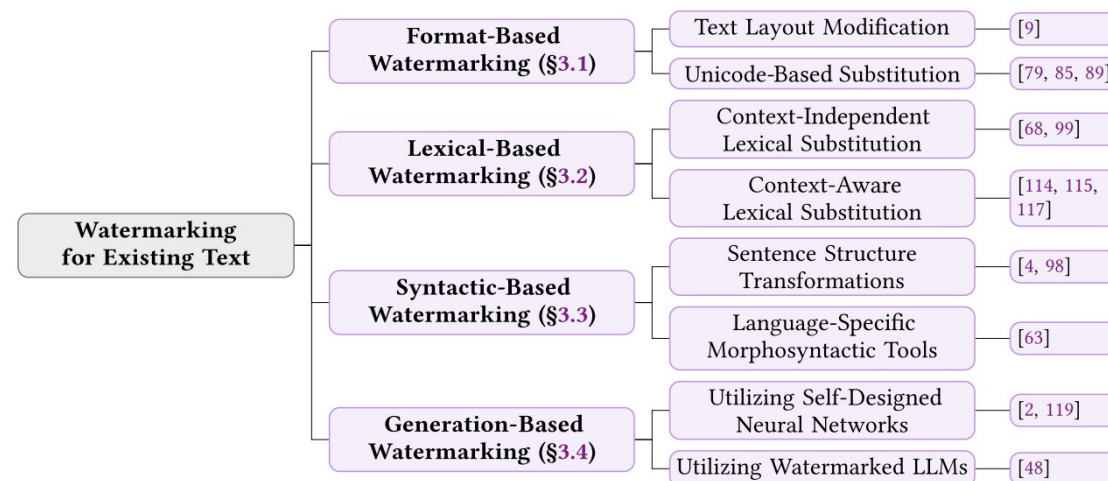 Watermarking
for Existing Text
Format-Based
Watermarking (§3.1)
Text Layout Modification
[9]
Unicode-Based Substitution
[79, 85, 89]
Lexical-Based
Watermarking (§3.2)
Context-Independent
Lexical Substitution
[68, 99]
Context-Aware
Lexical Substitution
[114, 115,
117]
Syntactic-Based
Watermarking (§3.3)
Sentence Structure
Transformations
[4, 98]
Language-Specific
Morphosyntactic Tools
[63]
Generation-Based
Watermarking (§3.4)
Utilizing Self-Designed
Neural Networks
[2, 119]
Utilizing Watermarked LLMs
[48]